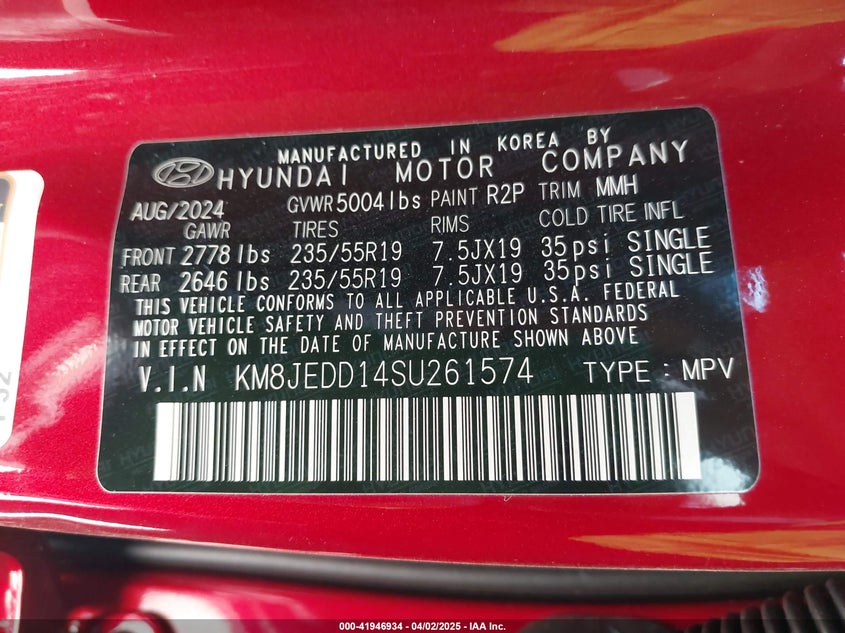 MANUFACTURED IN KOREA BY
HYUNDAI MOTOR COMPANY
AUG/2024 GVWR 5004 lbs PAINT R2P TRIM MMH
GAWR TIRES RIMS COLD TIRE INFL
FRONT 2778 lbs 235/55R19 7.5JX19 35psi SINGLE
REAR 2646 lbs 235/55R19 7.5JX19 35psi SINGLE
THIS VEHICLE CONFORMS TO ALL APPLICABLE U.S.A. FEDERAL
MOTOR VEHICLE SAFETY AND THEFT PREVENTION STANDARDS
IN EFFECT ON THE DATE OF MANUFACTURE SHOWN ABOVE
V.I.N KM8JEDD14SU261574 TYPE : MPV
000-41946934 - 04/02/2025 - IAA Inc.